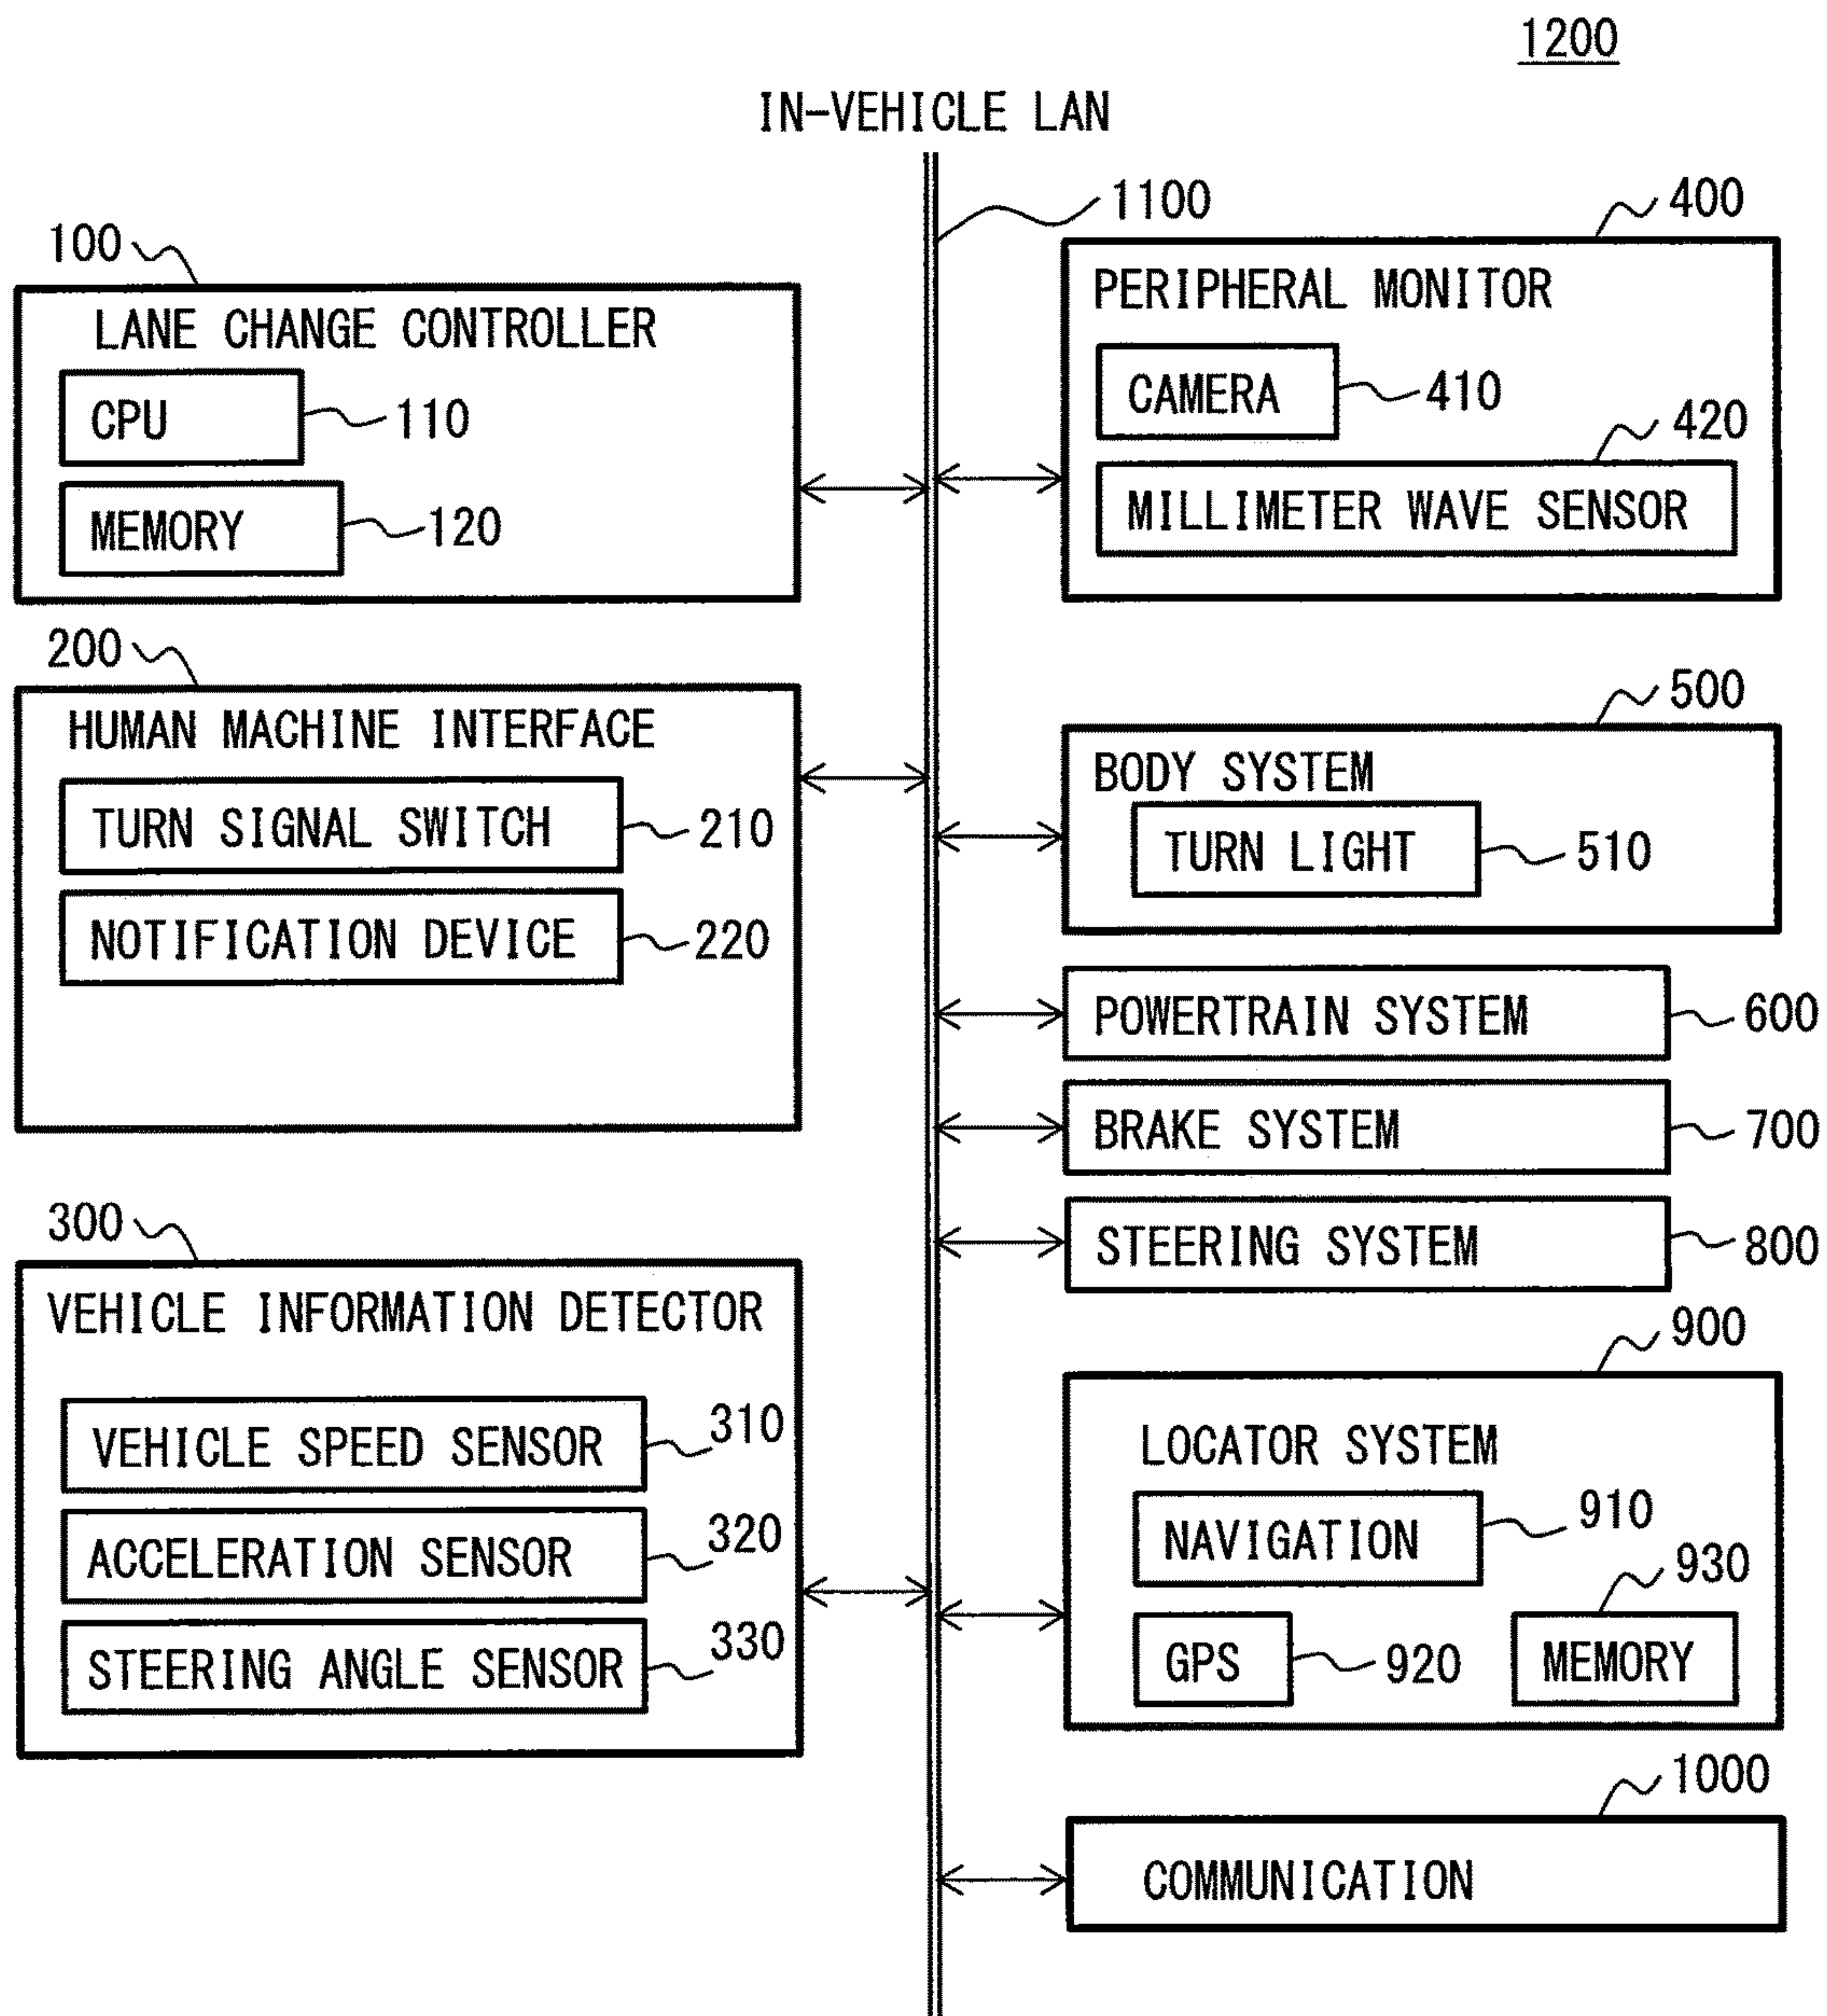 1200
IN-VEHICLE LAN
1100
100
LANE CHANGE CONTROLLER
CPU
110
MEMORY
120
200
HUMAN MACHINE INTERFACE
TURN SIGNAL SWITCH
210
NOTIFICATION DEVICE
220
300
VEHICLE INFORMATION DETECTOR
VEHICLE SPEED SENSOR
310
ACCELERATION SENSOR
320
STEERING ANGLE SENSOR
330
400
PERIPHERAL MONITOR
CAMERA
410
420
MILLIMETER WAVE SENSOR
500
BODY SYSTEM
TURN LIGHT
510
POWERTRAIN SYSTEM
600
BRAKE SYSTEM
700
STEERING SYSTEM
800
900
LOCATOR SYSTEM
NAVIGATION
910
930
GPS
920
MEMORY
1000
COMMUNICATION